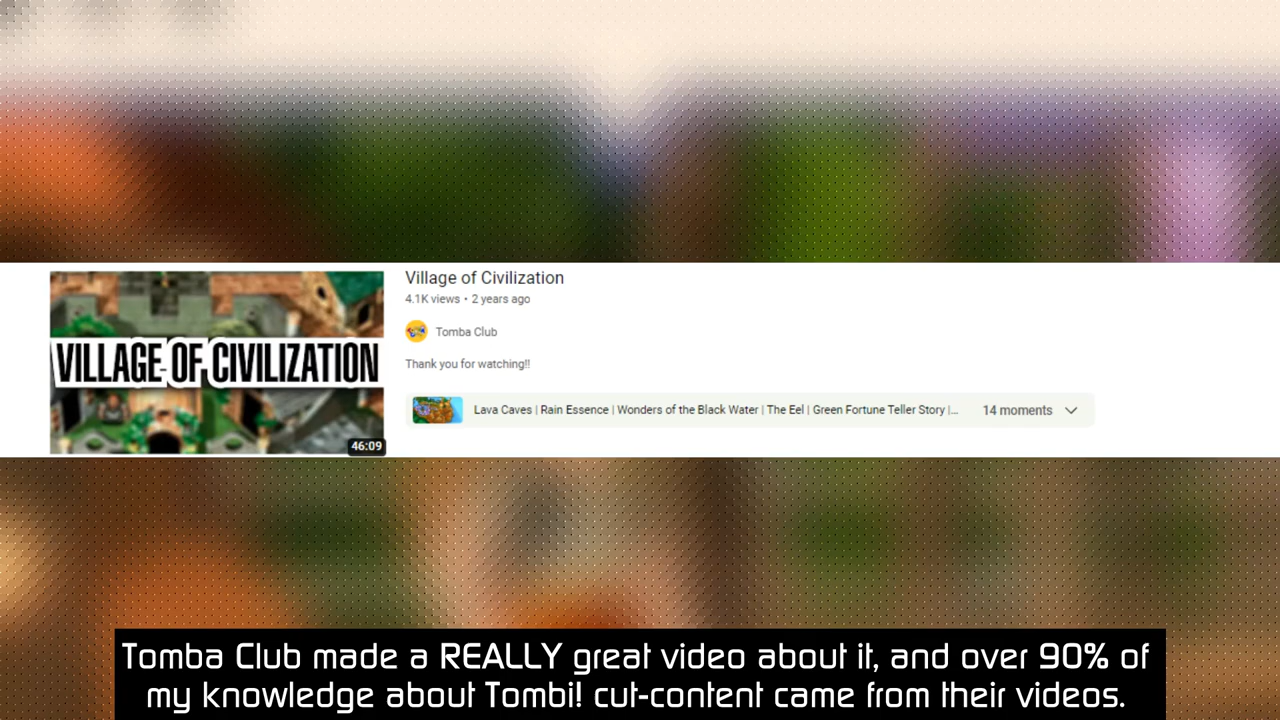 VILLAGE OF CIVILIZATION
46:09
Village of Civilization
4.1K views • 2 years ago
Tomba Club
Thank you for watching!!
Lava Caves | Rain Essence | Wonders of the Black Water | The Eel | Green Fortune Teller Story |... 14 moments
Tomba Club made a REALLY great video about it, and over 90% of
my knowledge about Tombi! cut-content came from their videos.